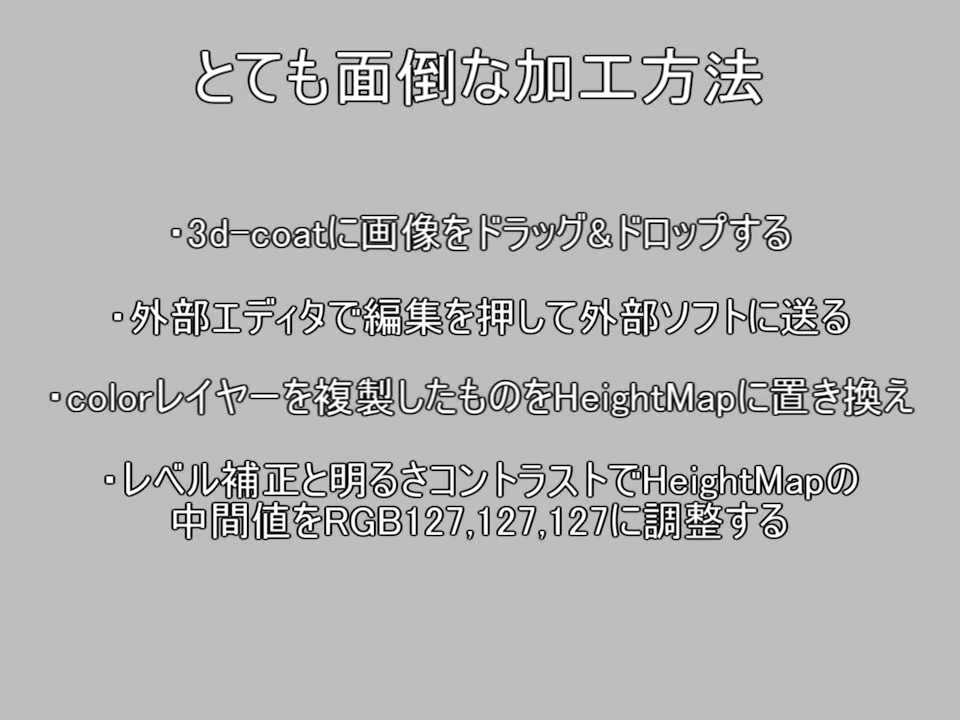 とても面倒な加工方法
・3d-coatに画像をドラッグ&ドロップする
・外部エディタで編集を押して外部ソフトに送る
・colorレイヤーを複製したものをHeightMapに置き換え
・レベル補正と明るさコントラストでHeightMapの
中間値をRGB127,127,127に調整する